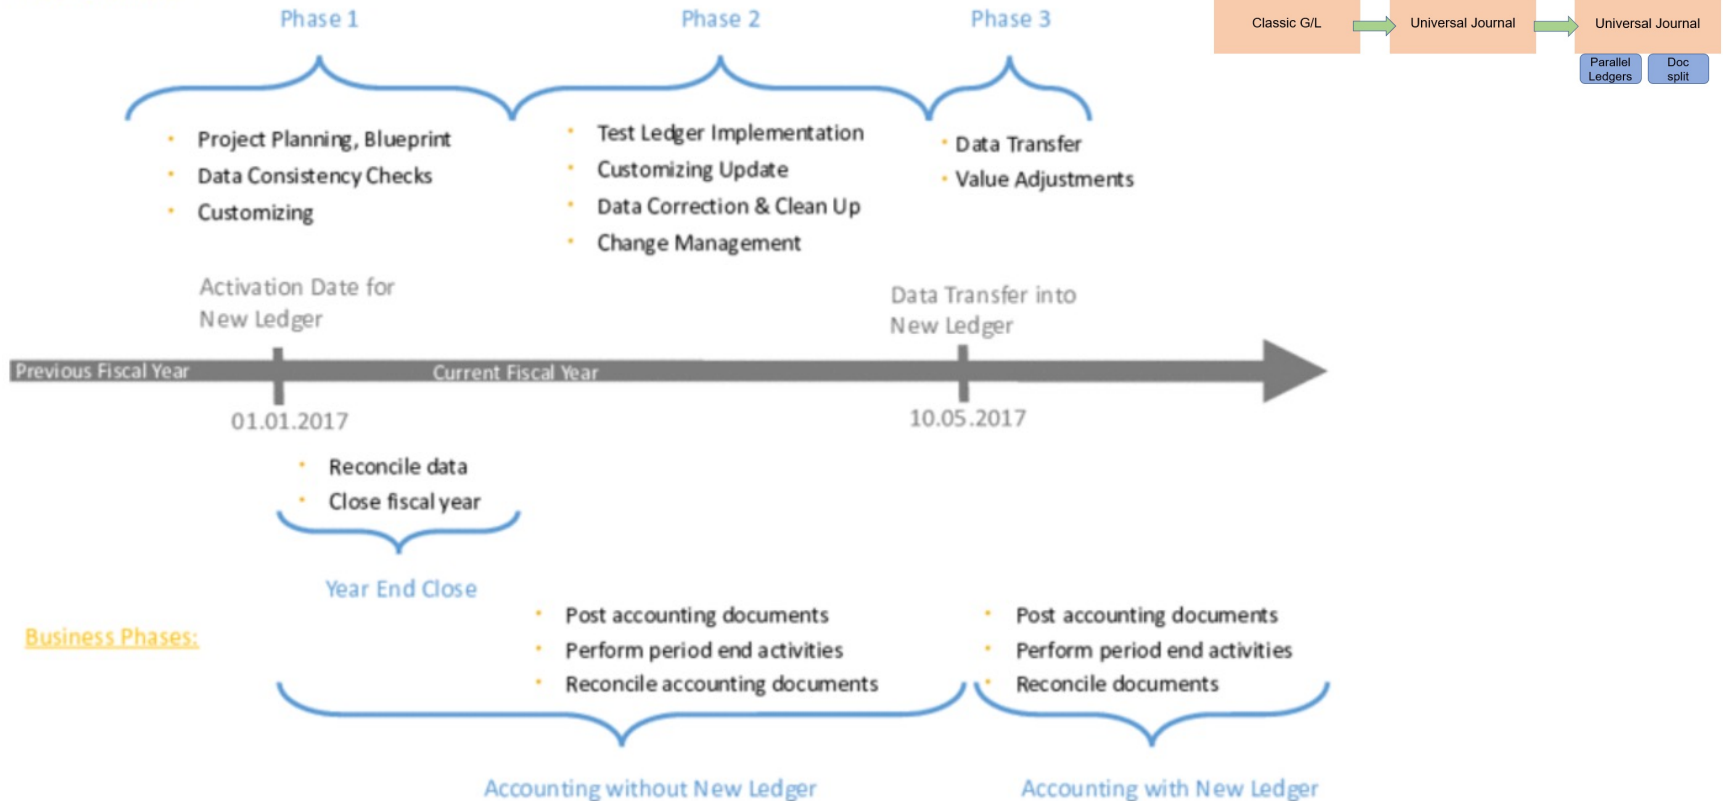 Phase 1
Phase 2
Phase 3
Classic G/L
Universal Journal
Universal Journal
Parallel
Ledgers
Doc
split
Project Planning, Blueprint
Data Consistency Checks
Customizing
Test Ledger Implementation
Customizing Update
Data Correction & Clean Up
Change Management
Data Transfer
Value Adjustments
Activation Date for
New Ledger
Data Transfer into
New Ledger
Previous Fiscal Year
Current Fiscal Year
01.01.2017
10.05.2017
Reconcile data
Close fiscal year
Year End Close
Business Phases:
Post accounting documents
Perform period end activities
Reconcile accounting documents
Post accounting documents
Perform period end activities
Reconcile documents
Accounting without New Ledger
Accounting with New Ledger